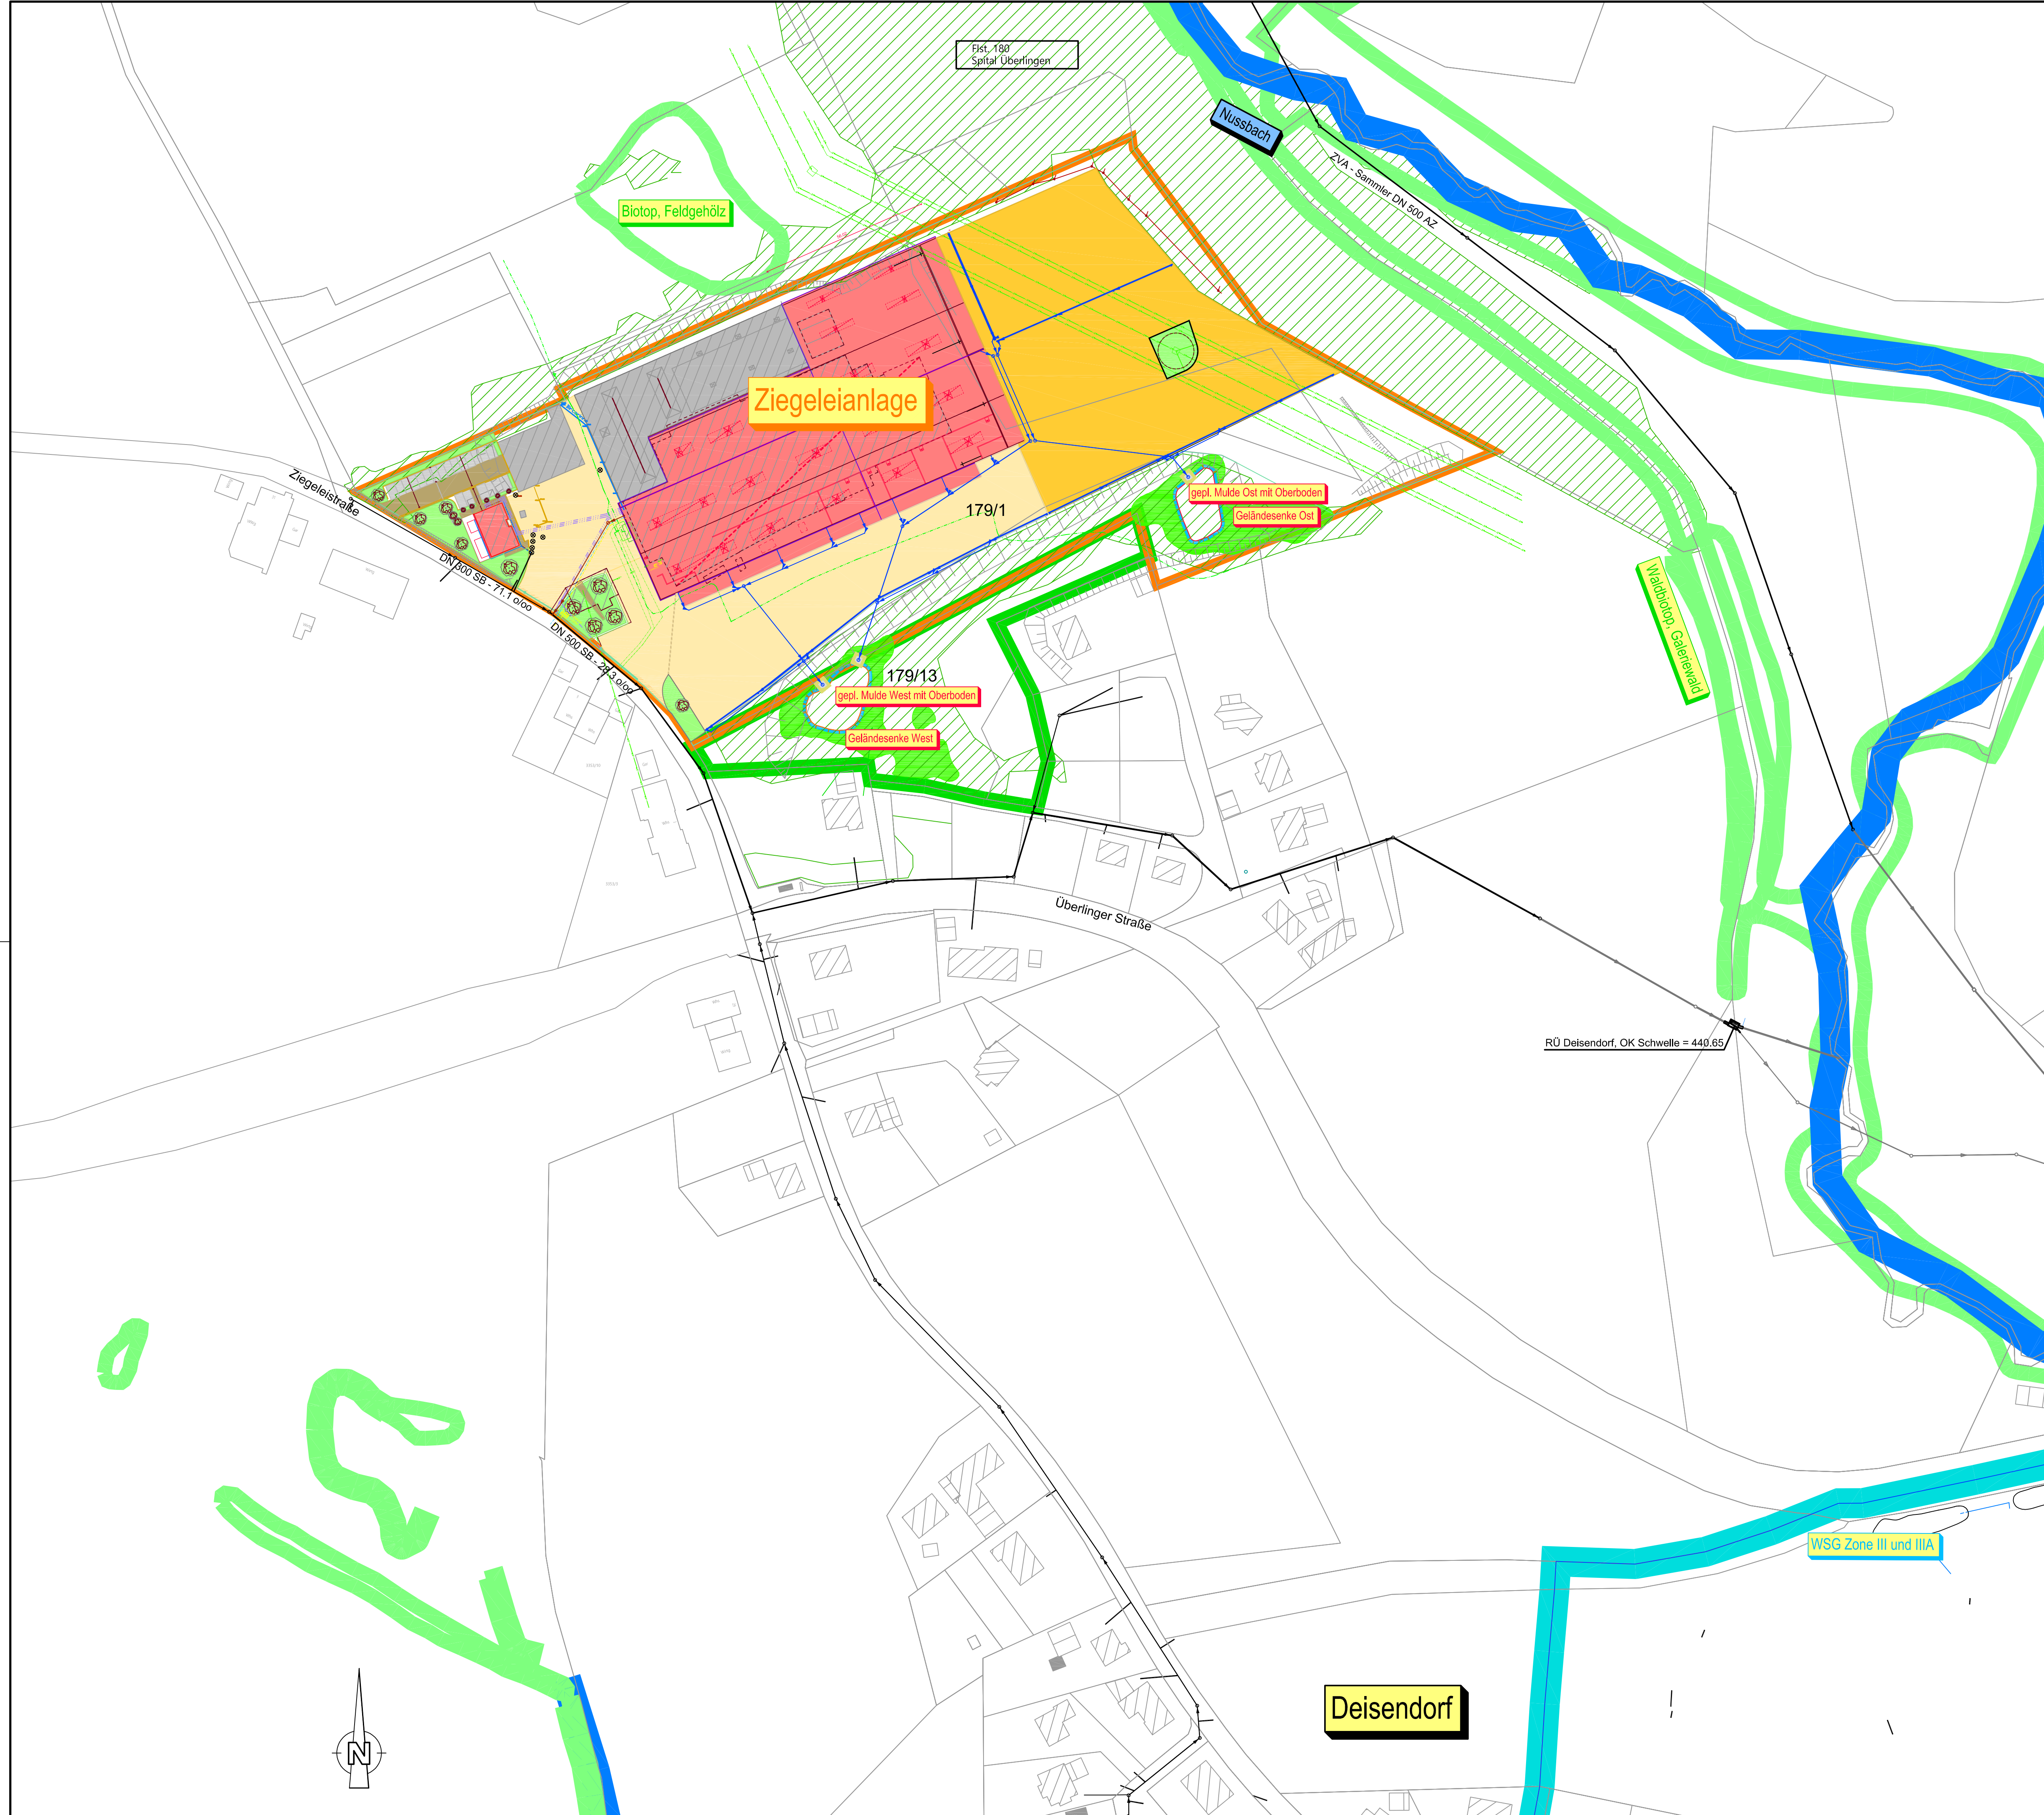 Flst. 180
Spital Überlingen
Nussbach
ZVA - Sammler DN 500 AZ
Biotop, Feldgehölz
Ziegeleianlage
Ziegeleistraße
179/1
gepl. Mulde Ost mit Oberboden
Geländesenke Ost
DN 300 SB - 71.1 o/oo
DN 500 SB - 28.3 o/oo
179/13
gepl. Mulde West mit Oberboden
Geländesenke West
Waldbiotop, Galeriewald
Überlinger Straße
RÜ Deisendorf, OK Schwelle = 440.65
WSG Zone III und IIIA
Deisendorf
N